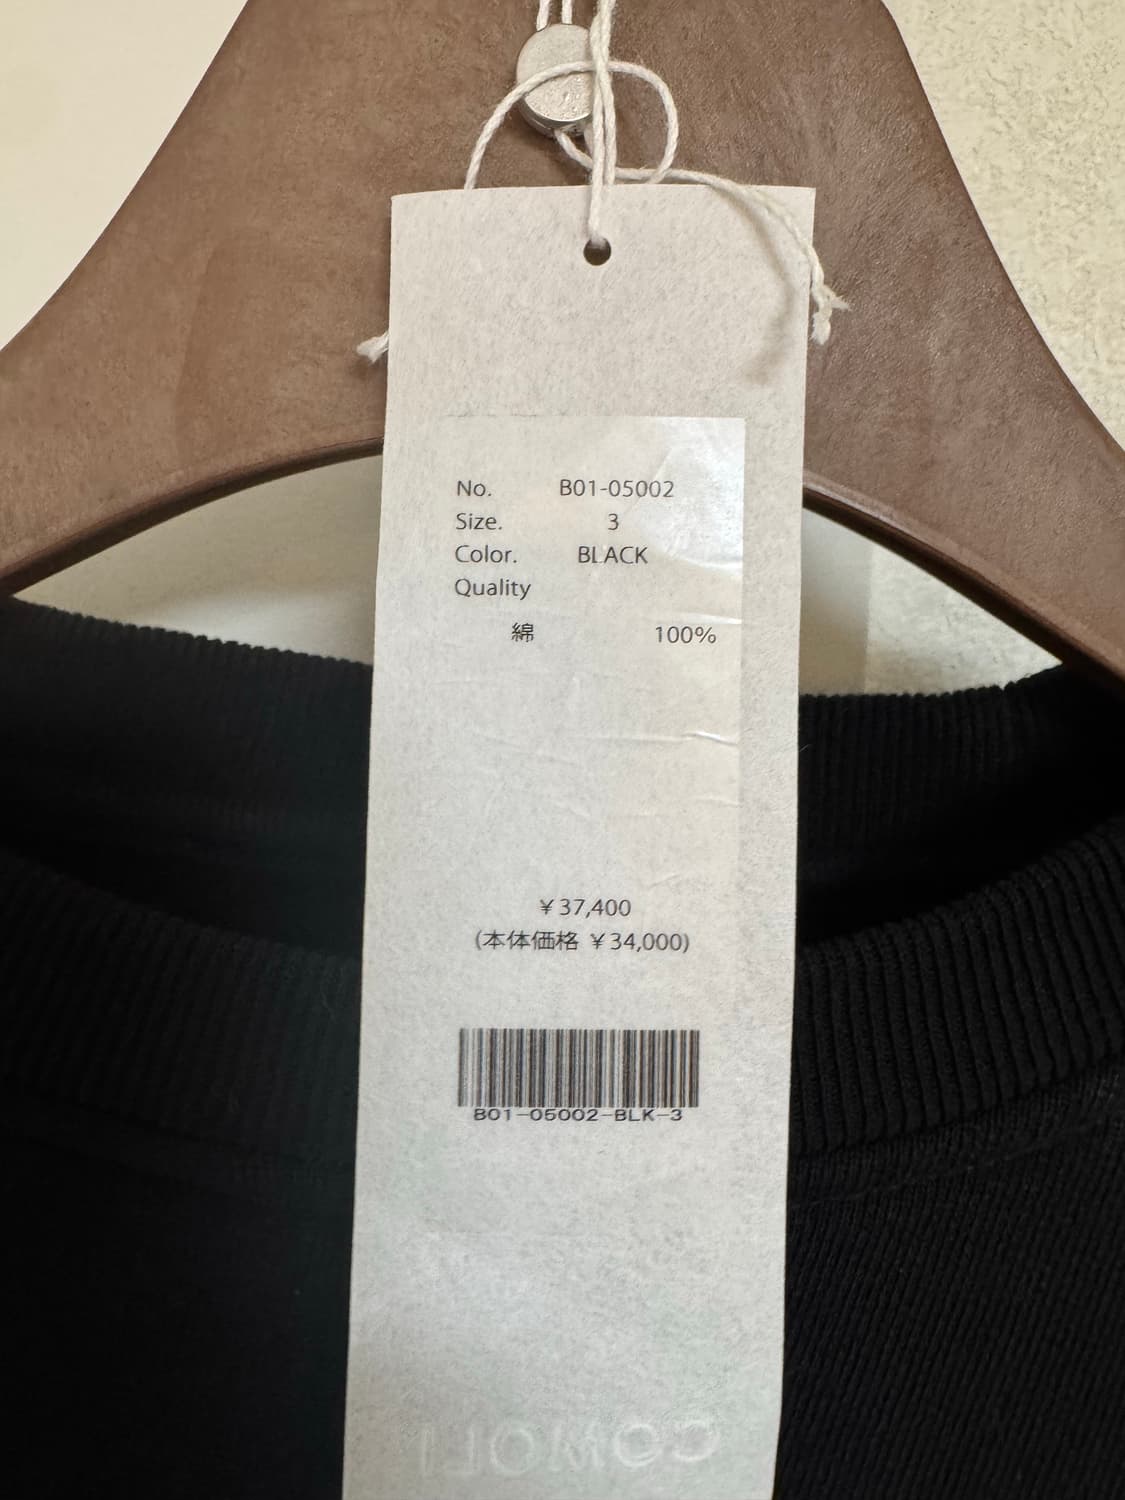 No. B01-05002
Size. 3
Color. BLACK
Quality
綿 100%
￥37,400
(本体価格 ￥34,000)
B01-05002-BLK-3
COMOLI